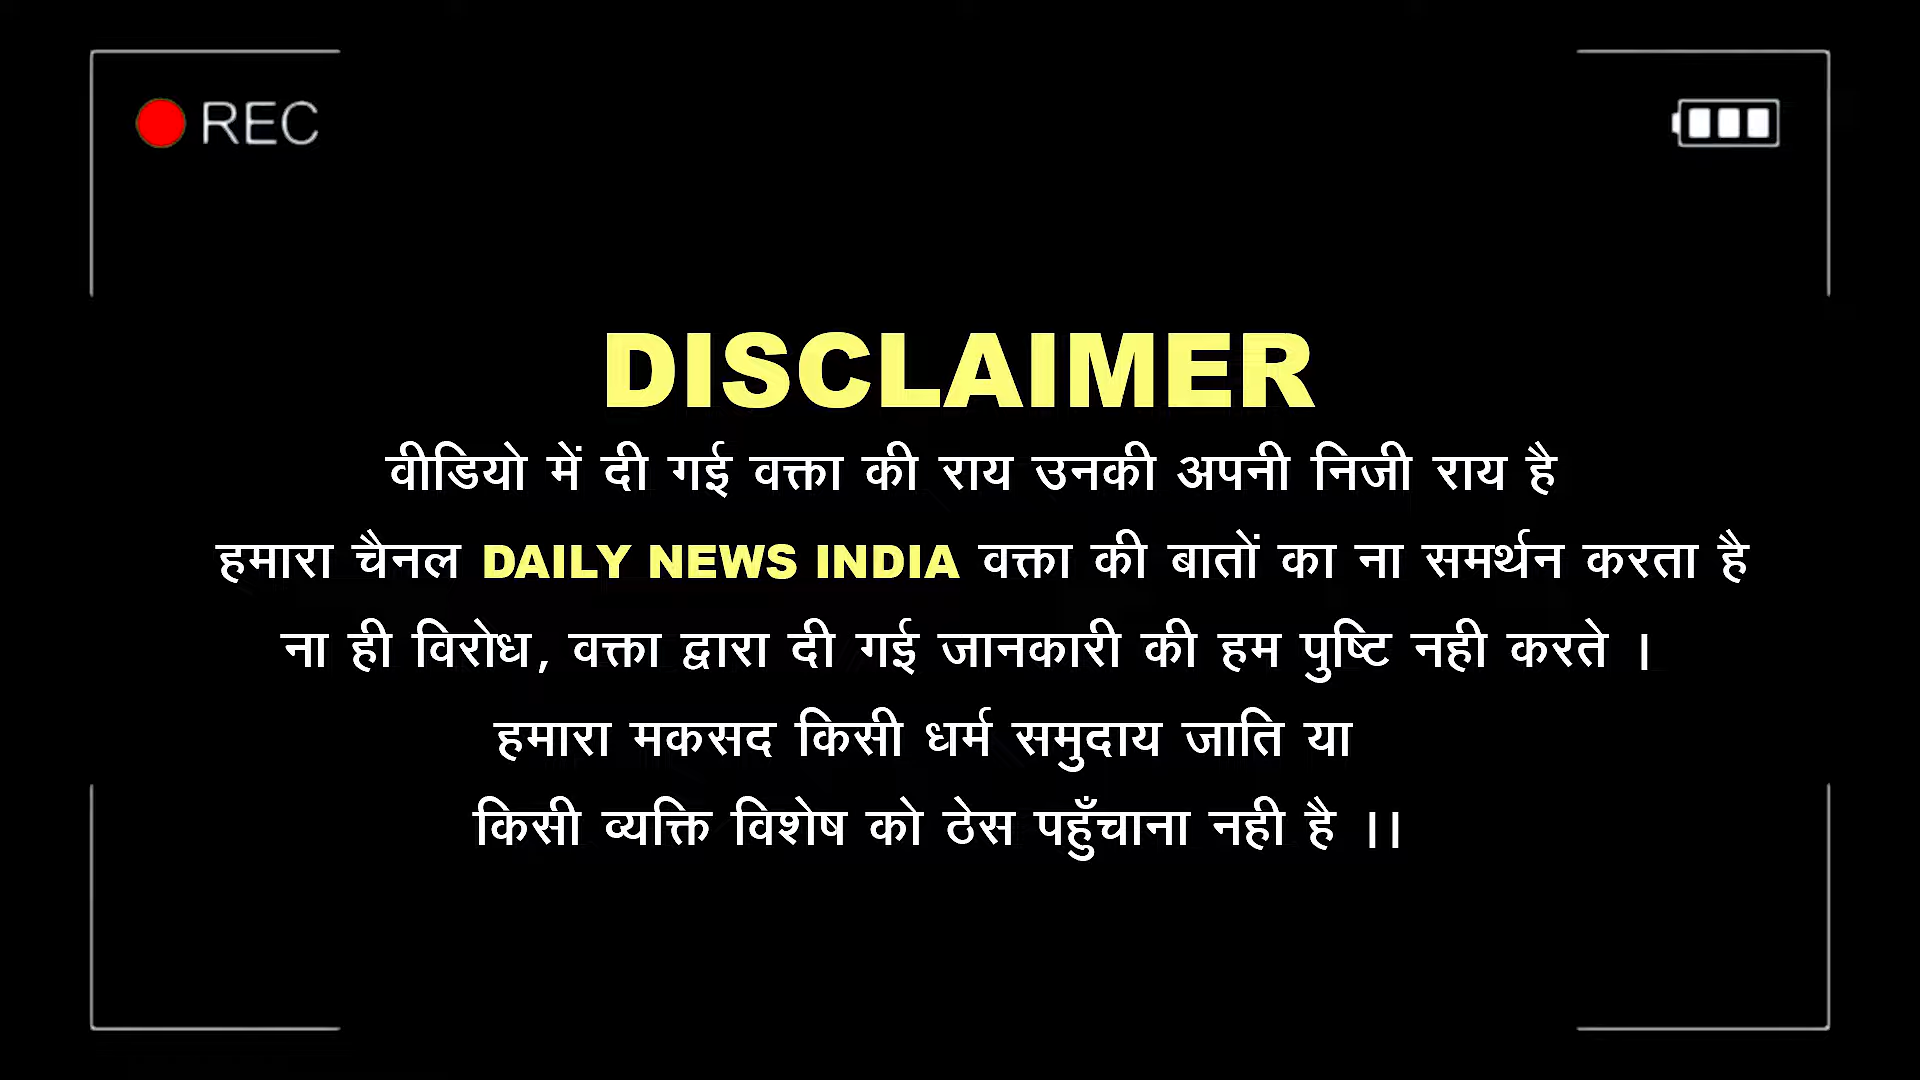 REC
DISCLAIMER
वीडियो में दी गई वक्ता की राय उनकी अपनी निजी राय है
हमारा चैनल DAILY NEWS INDIA वक्ता की बातों का ना समर्थन करता है
ना ही विरोध, वक्ता द्वारा दी गई जानकारी की हम पुष्टि नही करते ।
हमारा मकसद किसी धर्म समुदाय जाति या
किसी व्यक्ति विशेष को ठेस पहुँचाना नही है ।।